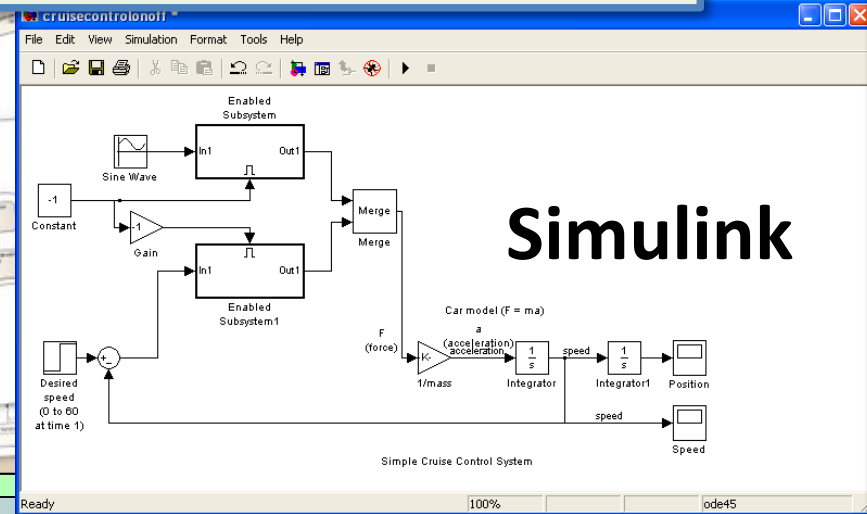 cruisecontrolonoff *
File Edit View Simulation Format Tools Help
Enabled
Subsystem
In1
Out1
Sine Wave
-1
Constant
-1
Gain
In1
Out1
Enabled
Subsystem1
Merge
Merge
Simulink
Car model (F = ma)
F
(force)
a
(acceleration)
acceleration
K-
1/mass
1
s
Integrator
speed
1
s
Integrator1
Position
+
-
Desired
speed
(0 to 60
at time 1)
speed
Speed
Simple Cruise Control System
Ready
100%
ode45